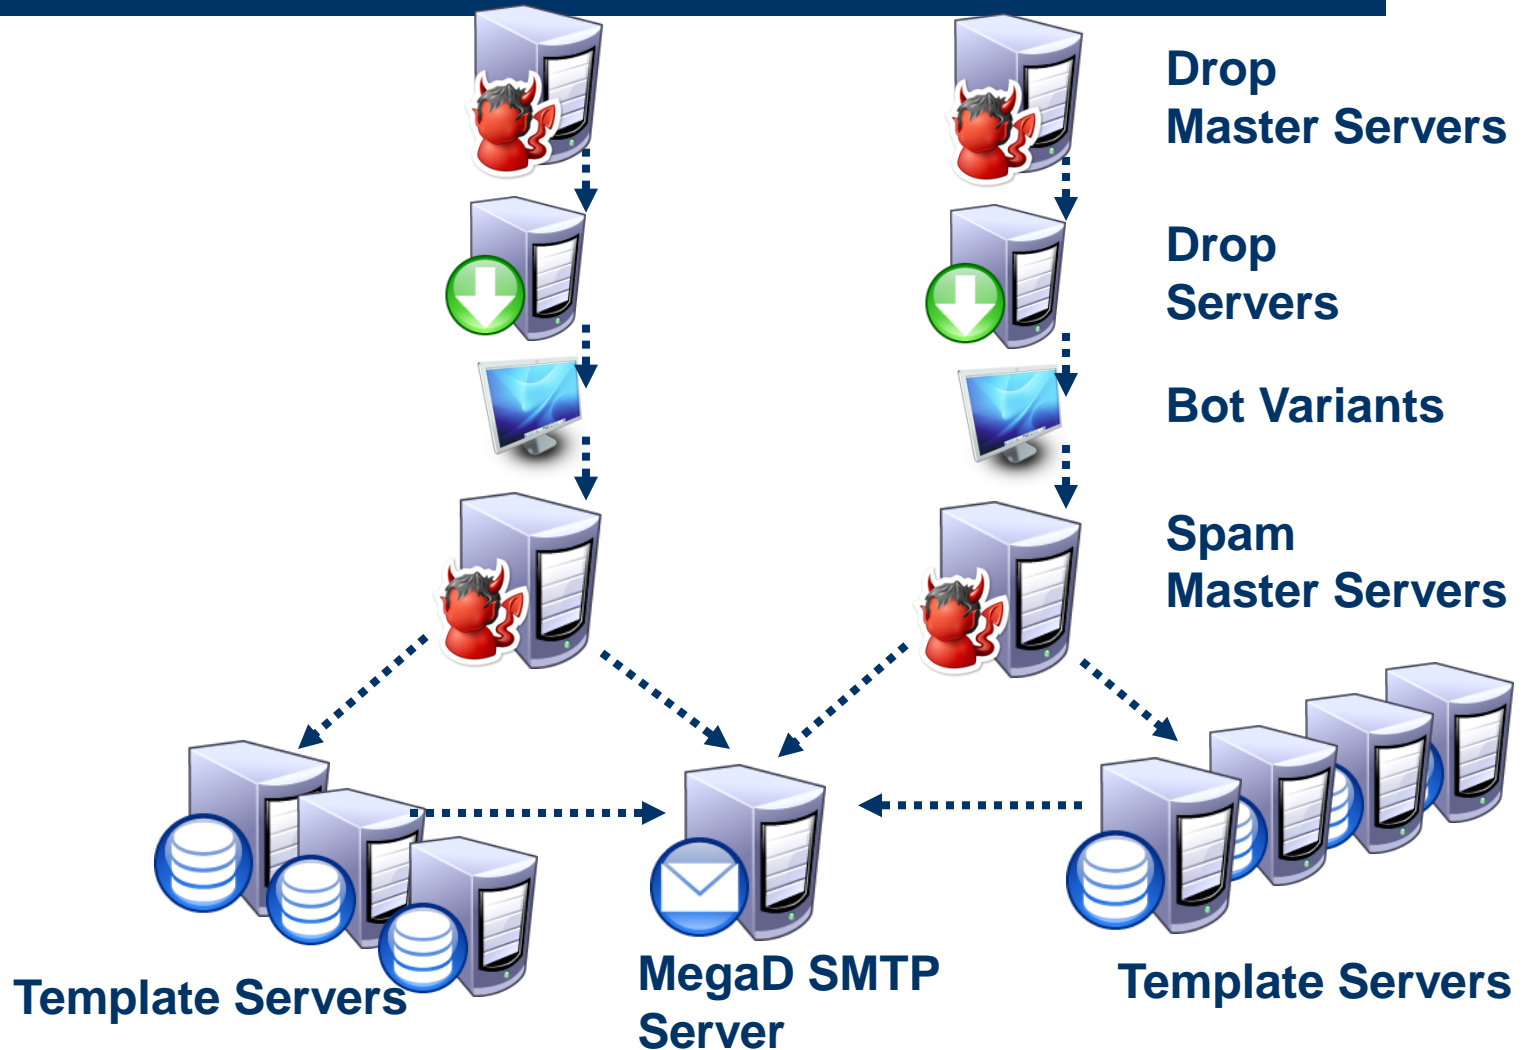 Drop
Master Servers
Drop
Servers
Bot Variants
Spam
Master Servers
Template Servers
MegaD SMTP
Server
Template Servers